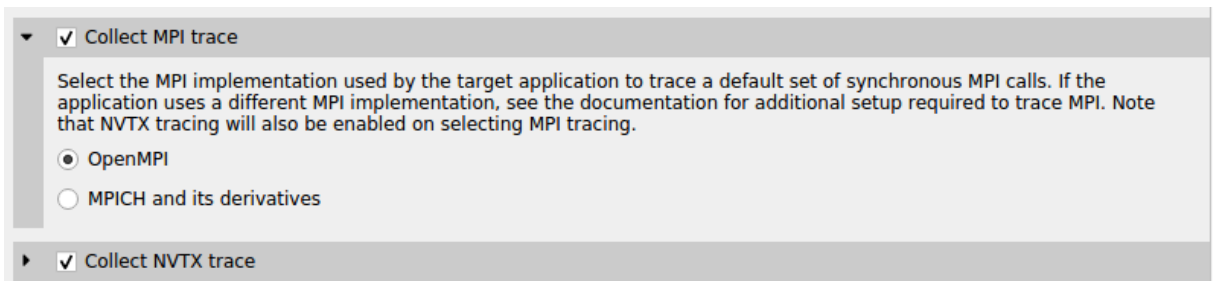 Collect MPI trace
Select the MPI implementation used by the target application to trace a default set of synchronous MPI calls. If the
application uses a different MPI implementation, see the documentation for additional setup required to trace MPI. Note
that NVTX tracing will also be enabled on selecting MPI tracing.
OpenMPI
MPICH and its derivatives
Collect NVTX trace